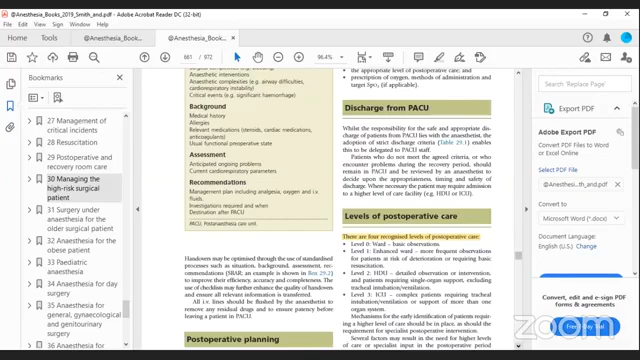 @Anesthesia_Books_2019_Smith_and.pdf - Adobe Acrobat Reader DC (32-bit)
File Edit View Sign Window Help
Home Tools @Anesthesia_Books... @Anesthesia_Books... ×
Sign In
661 / 972 96.4%
Bookmarks
27 Management of
critical incidents
28 Resuscitation
29 Postoperative and
recovery room care
30 Managing the
high-risk surgical
patient
31 Surgery under
anaesthesia for the
older surgical patient
32 Anaesthesia for the
obese patient
33 Paediatric
anaesthesia
34 Anaesthesia for day
surgery
35 Anaesthesia for
general, gynaecological
and genitourinary
surgery
36 Anaesthesia for
Anaesthetic interventions
Anaesthetic complexities (e.g. airway difficulties,
cardiorespiratory instability)
Critical events (e.g. significant haemorrhage)
Background
Medical history
Allergies
Relevant medications (steroids, cardiac medications,
anticoagulants)
Usual functional preoperative state
Assessment
Anticipated ongoing problems
Current cardiorespiratory parameters
Recommendations
Management plan including analgesia, oxygen and i.v.
fluids.
Investigations required and when
Destination after PACU
PACU, Postanaesthesia care unit.
Handovers may be optimised through the use of standardised
processes such as situation, background, assessment, rec-
ommendations (SBAR; an example is shown in Box 29.2)
to improve their efficiency, accuracy and completeness. The
use of checklists may further enhance the quality of handovers
and ensure all relevant information is transferred.
All i.v. lines should be flushed by the anaesthetist to
remove any residual drugs and to ensure patency before
leaving a patient in PACU.
Postoperative planning
the appropriate level of postoperative care; and
• prescription of oxygen, methods of administration and
target SpO2 (if applicable).
Discharge from PACU
Whilst the responsibility for the safe and appropriate dis-
charge of patients from PACU lies with the anaesthetist, the
adoption of strict discharge criteria (Table 29.1) enables
this to be delegated to PACU staff.
Patients who do not meet the agreed criteria, or who
encounter problems during the recovery period, should
remain in PACU and be reviewed by an anaesthetist to
decide upon the appropriateness, timing and safety of
discharge. Where necessary the patient may require admission
to a higher level of care facility (e.g. HDU or ICU).
Levels of postoperative care
There are four recognised levels of postoperative care:
• Level 0: Ward – basic observations.
• Level 1: Enhanced ward – more frequent observations
for patients at risk of deterioration or requiring basic
resuscitation.
• Level 2: HDU – detailed observation or intervention,
and patients requiring single-organ support, excluding
tracheal intubation/ventilation.
• Level 3: ICU – complex patients requiring tracheal
intubation/ventilation or support of more than one
organ system.
Mechanisms for the early identification of patients requir-
ing a higher level of care should be in place, as should the
requirement for specialist postoperative intervention.
Several factors may result in the need for higher levels
of care or specialist input in the postoperative period
Search 'Replace Page'
Export PDF
Adobe Export PDF
Convert PDF Files to Word
or Excel Online
Select PDF File
@Anesthesia...ith_and.pdf ×
Convert to
Microsoft Word (*.docx)
Document Language:
English (U.S.) Change
Convert, edit and e-sign PDF
forms & agreements
Free 7-Day Trial
zoom